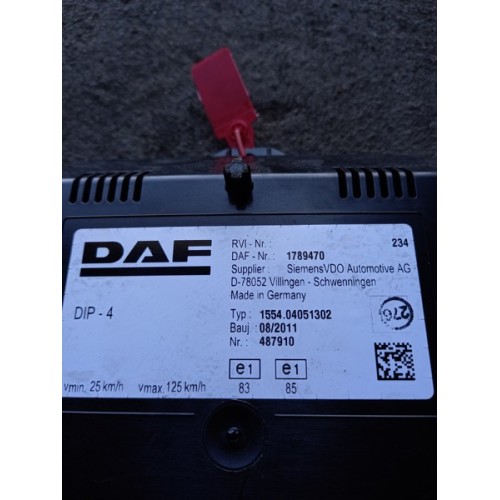 DAF
DIP - 4
vmin. 25 km/h vmax. 125 km/h
RVI - Nr. : 234
DAF - Nr. : 1789470
Supplier : SiemensVDO Automotive AG
D-78052 Villingen - Schwenningen
Made in Germany
Typ : 1554.04051302
Bauj : 08/2011
Nr. : 487910
e1 e1
83 85
276